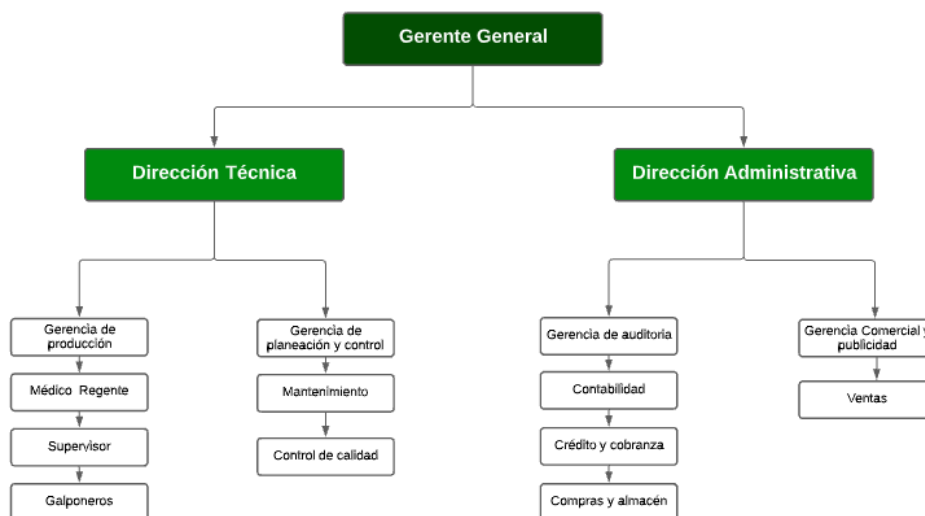 Gerente General
Dirección Técnica
Dirección Administrativa
Gerencia de
producción
Médico Regente
Supervisor
Galponeros
Gerencia de
planeación y control
Mantenimiento
Control de calidad
Gerencia de auditoria
Contabilidad
Crédito y cobranza
Compras y almacén
Gerencia Comercial y
publicidad
Ventas